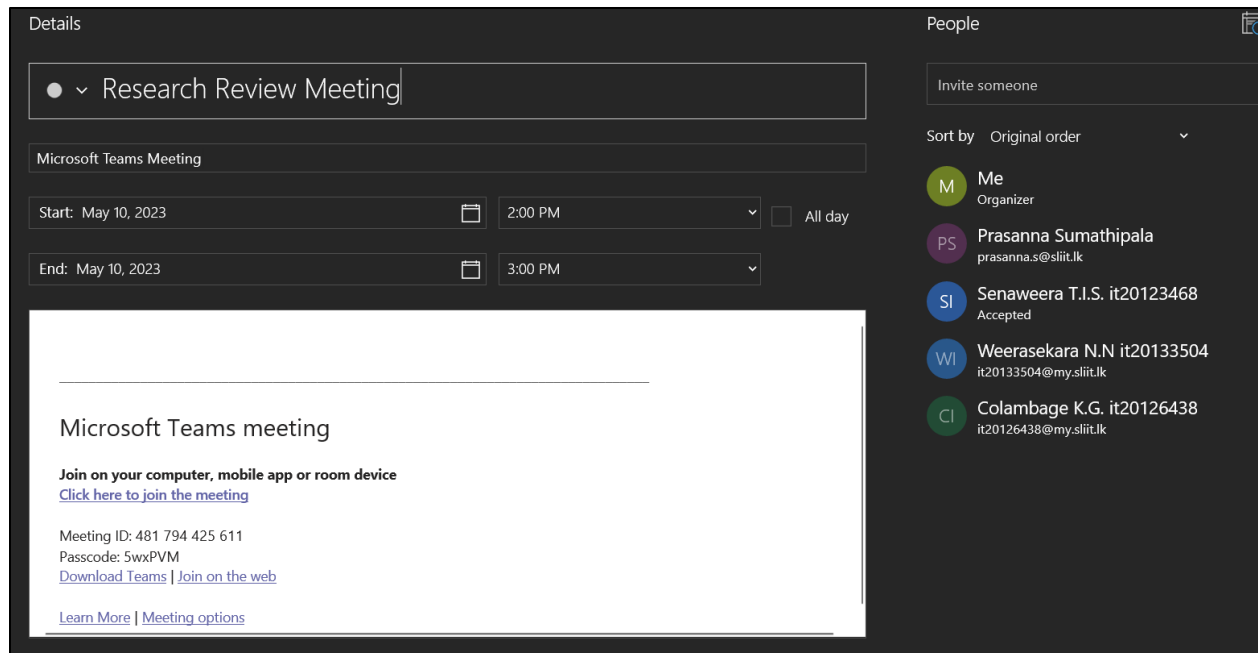 Details
Research Review Meeting
Microsoft Teams Meeting
Start: May 10, 2023 2:00 PM All day
End: May 10, 2023 3:00 PM
Microsoft Teams meeting
Join on your computer, mobile app or room device
Click here to join the meeting
Meeting ID: 481 794 425 611
Passcode: 5wxPVM
Download Teams | Join on the web
Learn More | Meeting options
People
Invite someone
Sort by Original order
M
Me
Organizer
PS
Prasanna Sumathipala
prasanna.s@sliit.lk
SI
Senaweera T.I.S. it20123468
Accepted
WI
Weerasekara N.N it20133504
it20133504@my.sliit.lk
CI
Colambage K.G. it20126438
it20126438@my.sliit.lk